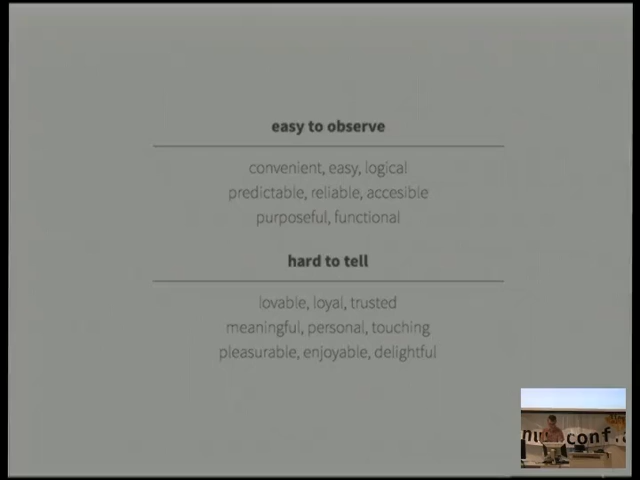 easy to observe
convenient, easy, logical
predictable, reliable, accesible
purposeful, functional
hard to tell
lovable, loyal, trusted
meaningful, personal, touching
pleasurable, enjoyable, delightful
conf.